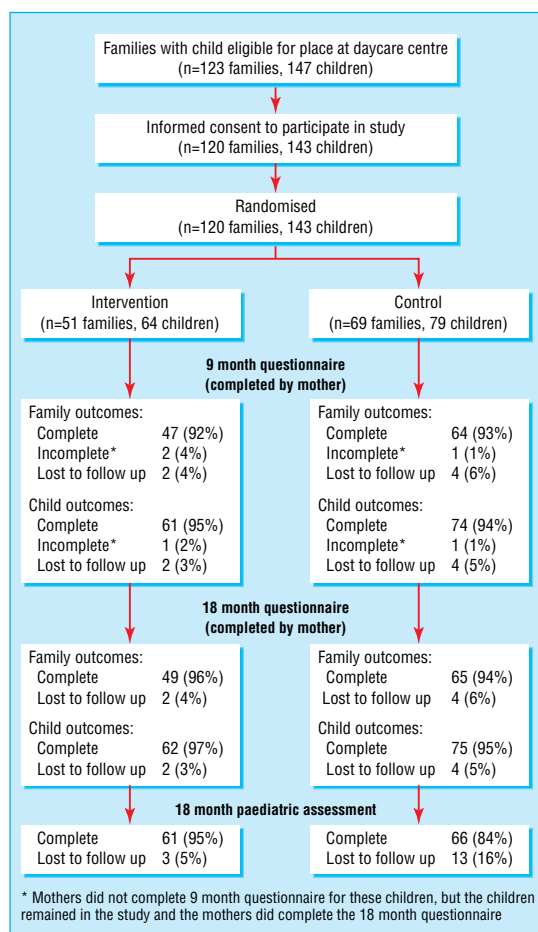 Families with child eligible for place at daycare centre
(n=123 families, 147 children)
Informed consent to participate in study
(n=120 families, 143 children)
Randomised
(n=120 families, 143 children)
Intervention
(n=51 families, 64 children)
Control
(n=69 families, 79 children)
9 month questionnaire
(completed by mother)
Family outcomes:
Complete 47 (92%)
Incomplete* 2 (4%)
Lost to follow up 2 (4%)
Child outcomes:
Complete 61 (95%)
Incomplete* 1 (2%)
Lost to follow up 2 (3%)
Family outcomes:
Complete 64 (93%)
Incomplete* 1 (1%)
Lost to follow up 4 (6%)
Child outcomes:
Complete 74 (94%)
Incomplete* 1 (1%)
Lost to follow up 4 (5%)
18 month questionnaire
(completed by mother)
Family outcomes:
Complete 49 (96%)
Lost to follow up 2 (4%)
Child outcomes:
Complete 62 (97%)
Lost to follow up 2 (3%)
Family outcomes:
Complete 65 (94%)
Lost to follow up 4 (6%)
Child outcomes:
Complete 75 (95%)
Lost to follow up 4 (5%)
18 month paediatric assessment
Complete 61 (95%)
Lost to follow up 3 (5%)
Complete 66 (84%)
Lost to follow up 13 (16%)
* Mothers did not complete 9 month questionnaire for these children, but the children
remained in the study and the mothers did complete the 18 month questionnaire